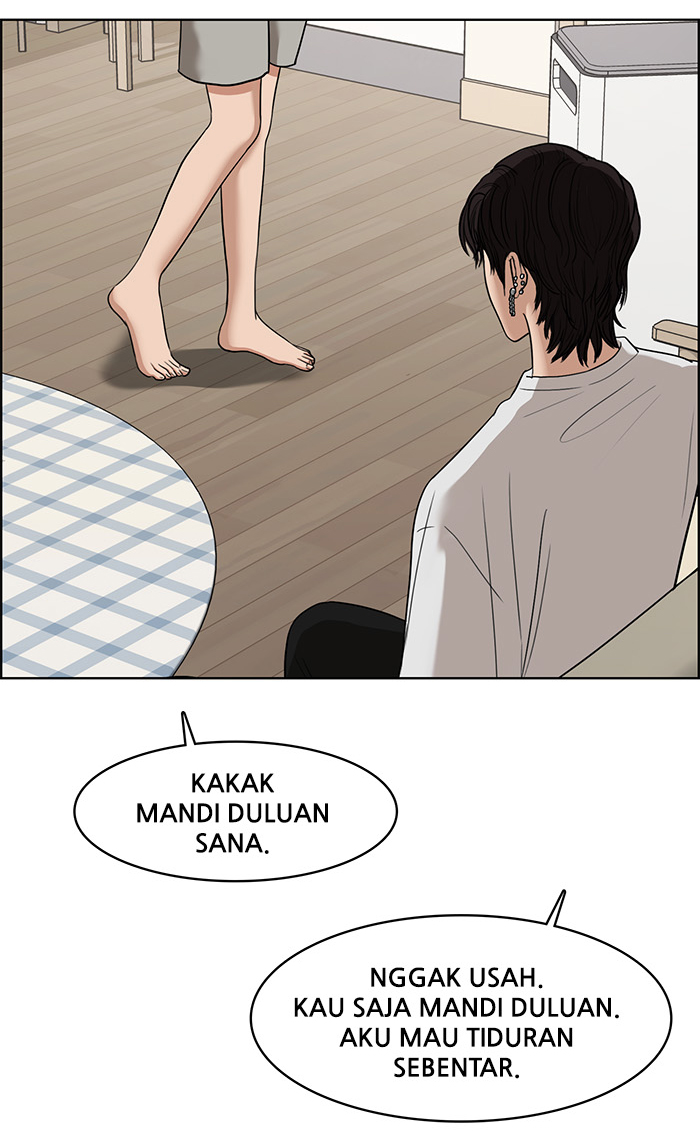 KAKAK
MANDI DULUAN
SANA.
NGGAK USAH.
KAU SAJA MANDI DULUAN.
AKU MAU TIDURAN
SEBENTAR.